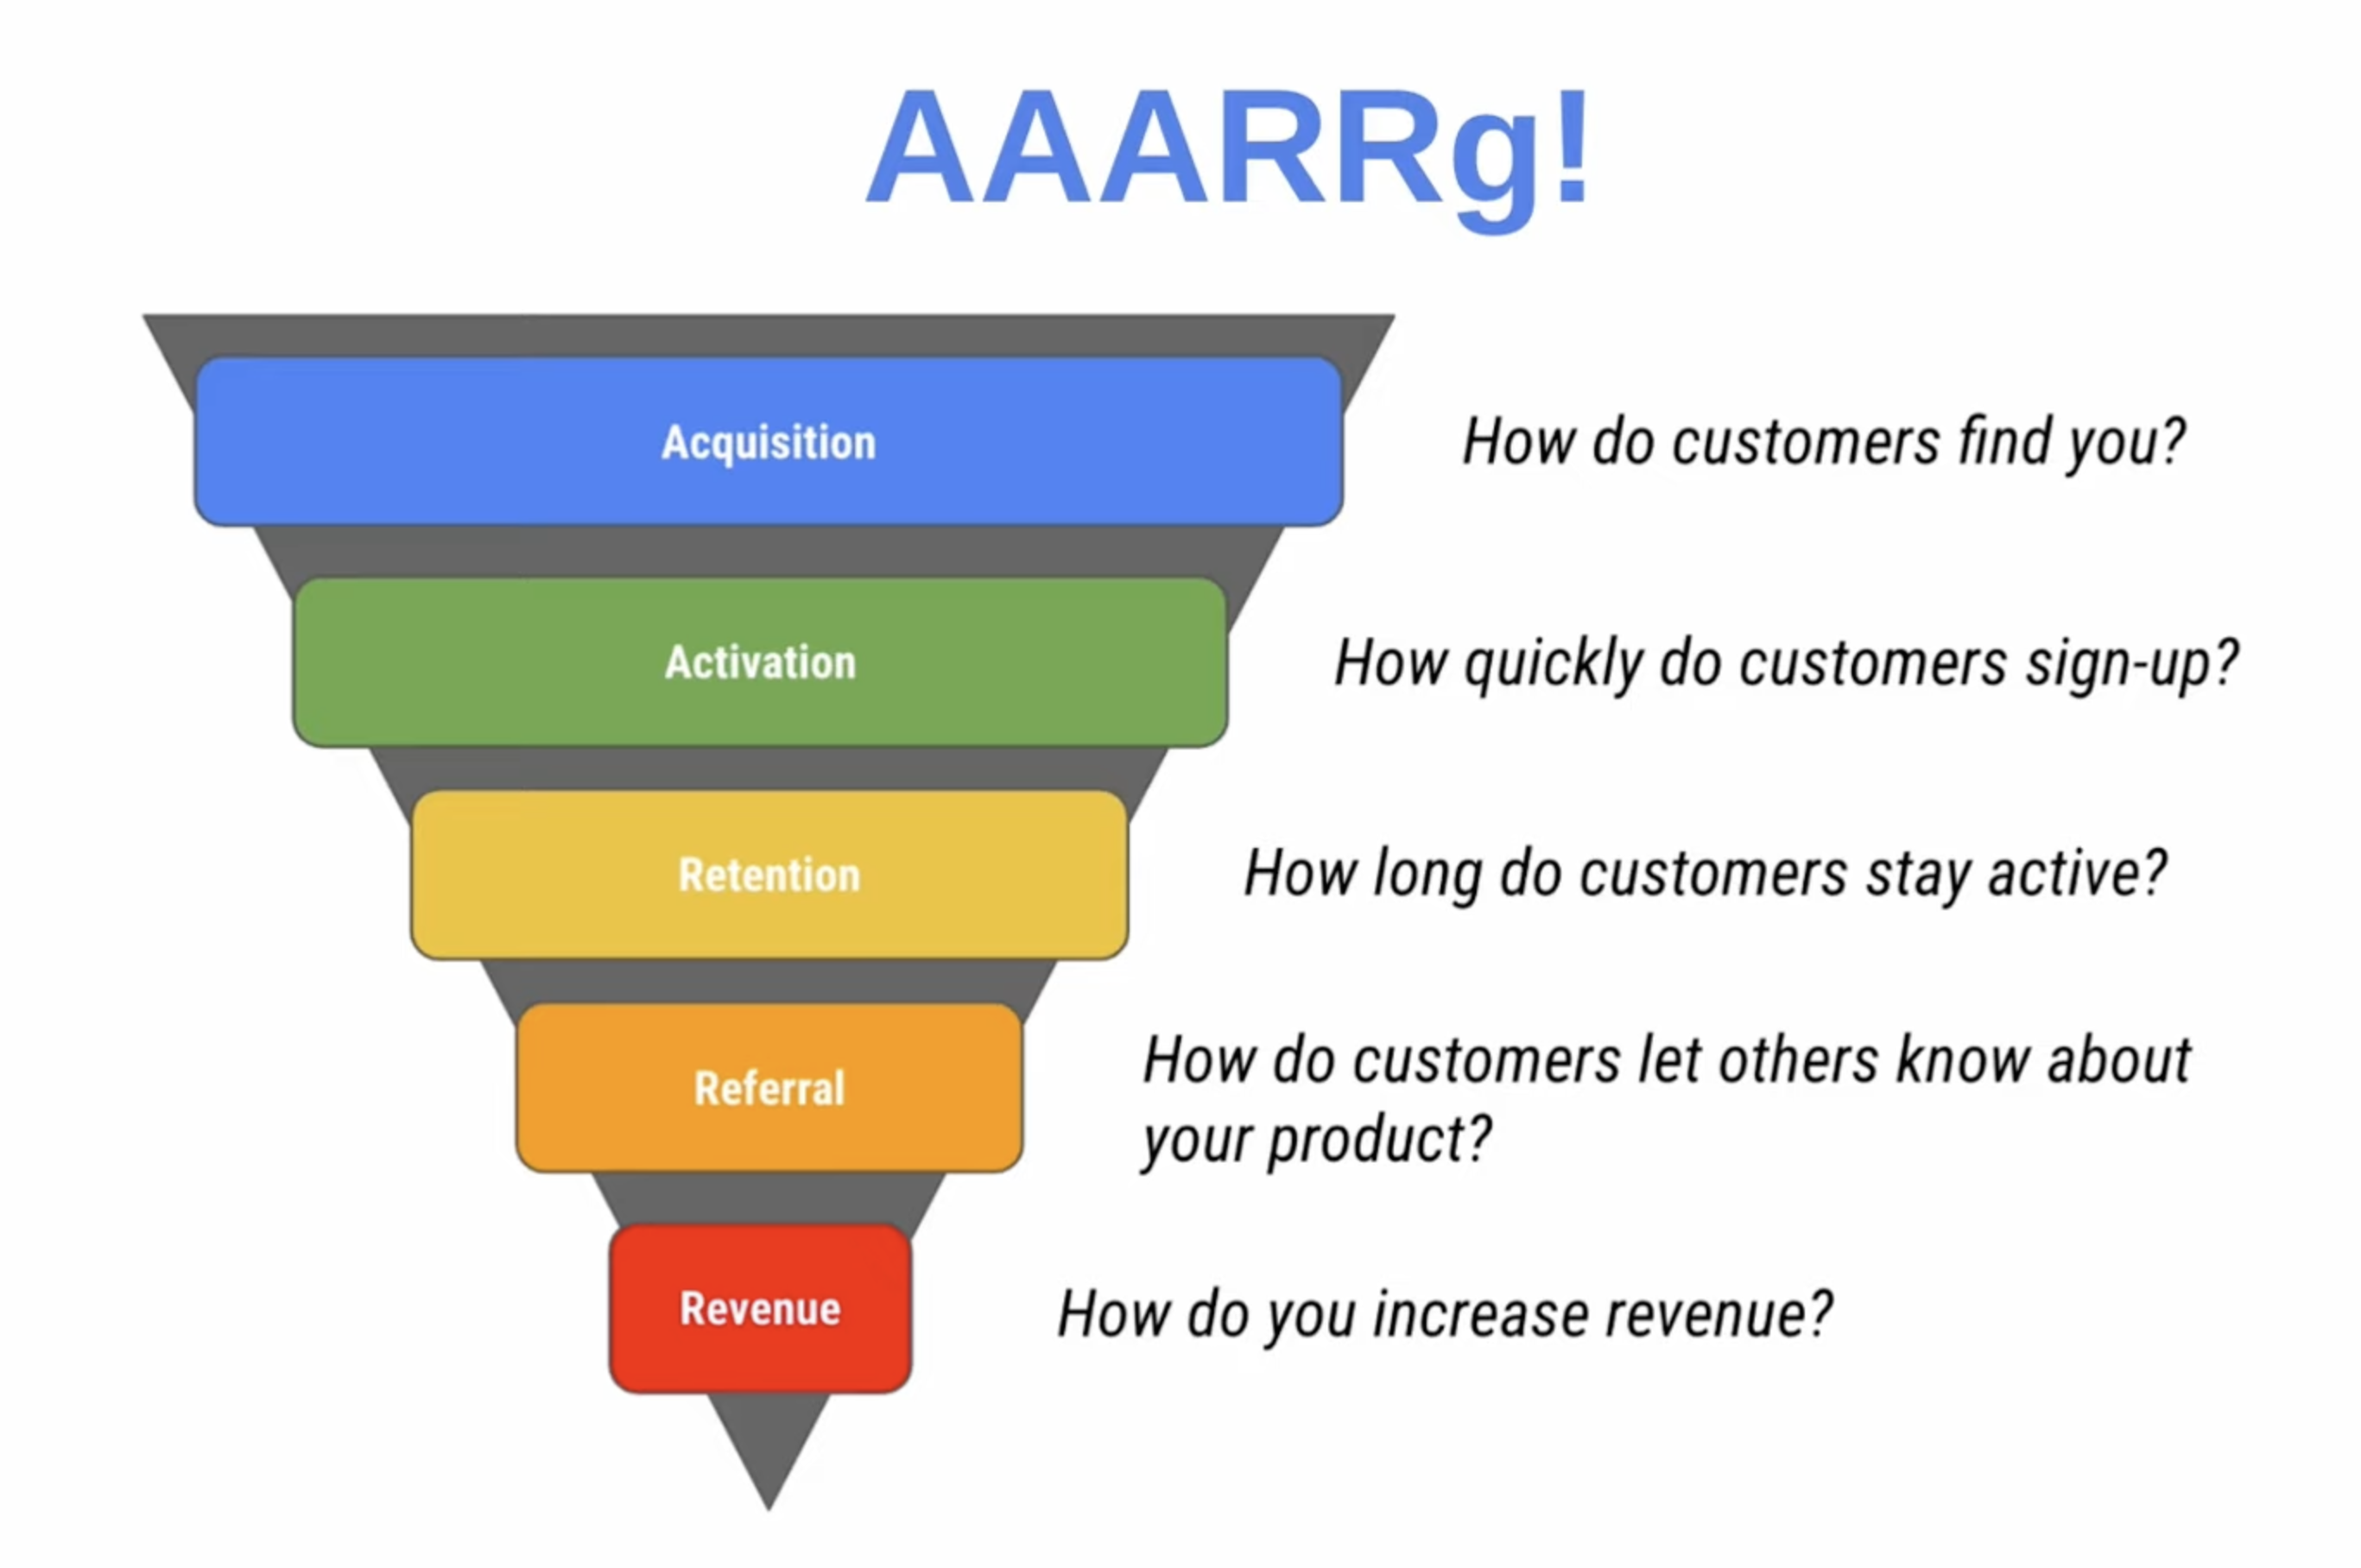 AAARRg!
Acquisition
How do customers find you?
Activation
How quickly do customers sign-up?
Retention
How long do customers stay active?
Referral
How do customers let others know about
your product?
Revenue
How do you increase revenue?